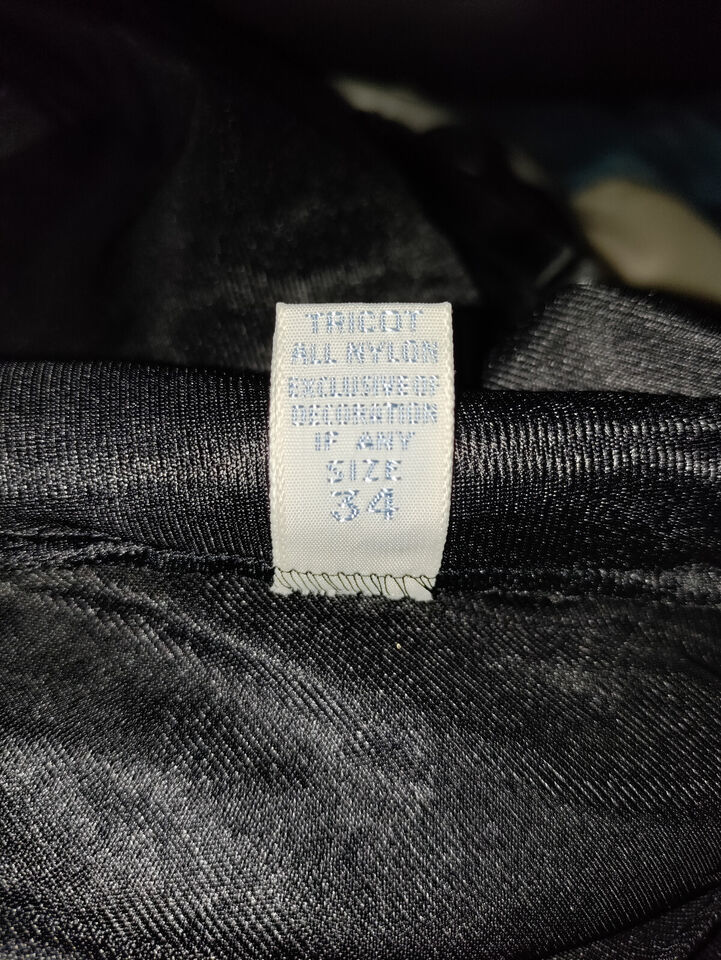 TRICOT
ALL NYLON
EXCLUSIVE OF
DECORATION
IF ANY
SIZE
34